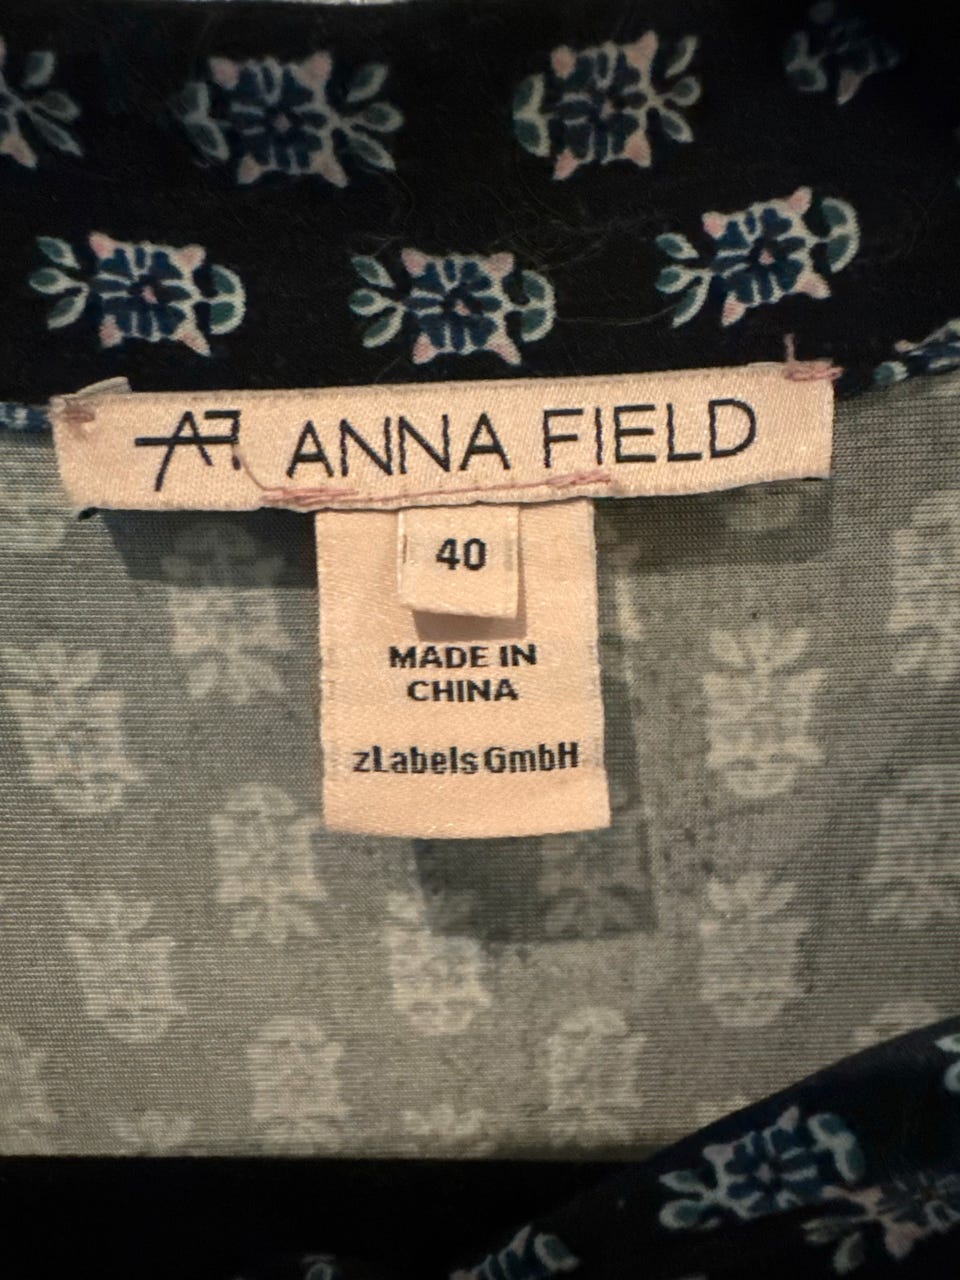 AF ANNA FIELD
40
MADE IN
CHINA
zLabels GmbH